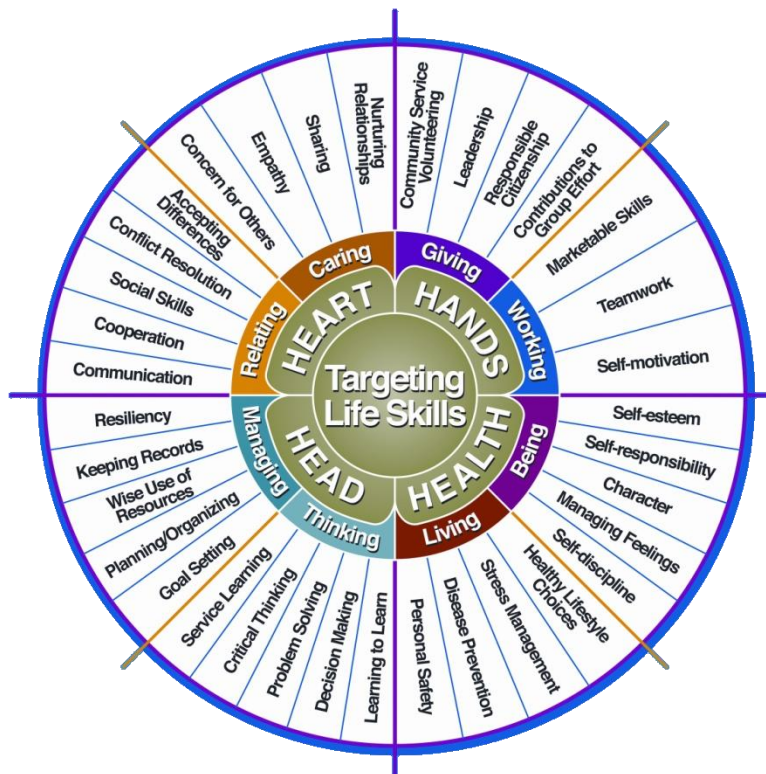 Targeting
Life Skills
HEART
HANDS
HEAD
HEALTH
Caring
Giving
Working
Being
Living
Thinking
Managing
Relating
Community Service
Volunteering
Leadership
Responsible
Citizenship
Contributions to
Group Effort
Marketable Skills
Teamwork
Self-motivation
Self-esteem
Self-responsibility
Character
Managing Feelings
Self-discipline
Healthy Lifestyle
Choices
Stress Management
Disease Prevention
Personal Safety
Learning to Learn
Decision Making
Problem Solving
Critical Thinking
Service Learning
Goal Setting
Planning/Organizing
Wise Use of
Resources
Keeping Records
Resiliency
Communication
Cooperation
Social Skills
Conflict Resolution
Accepting
Differences
Concern for Others
Empathy
Sharing
Nurturing
Relationships